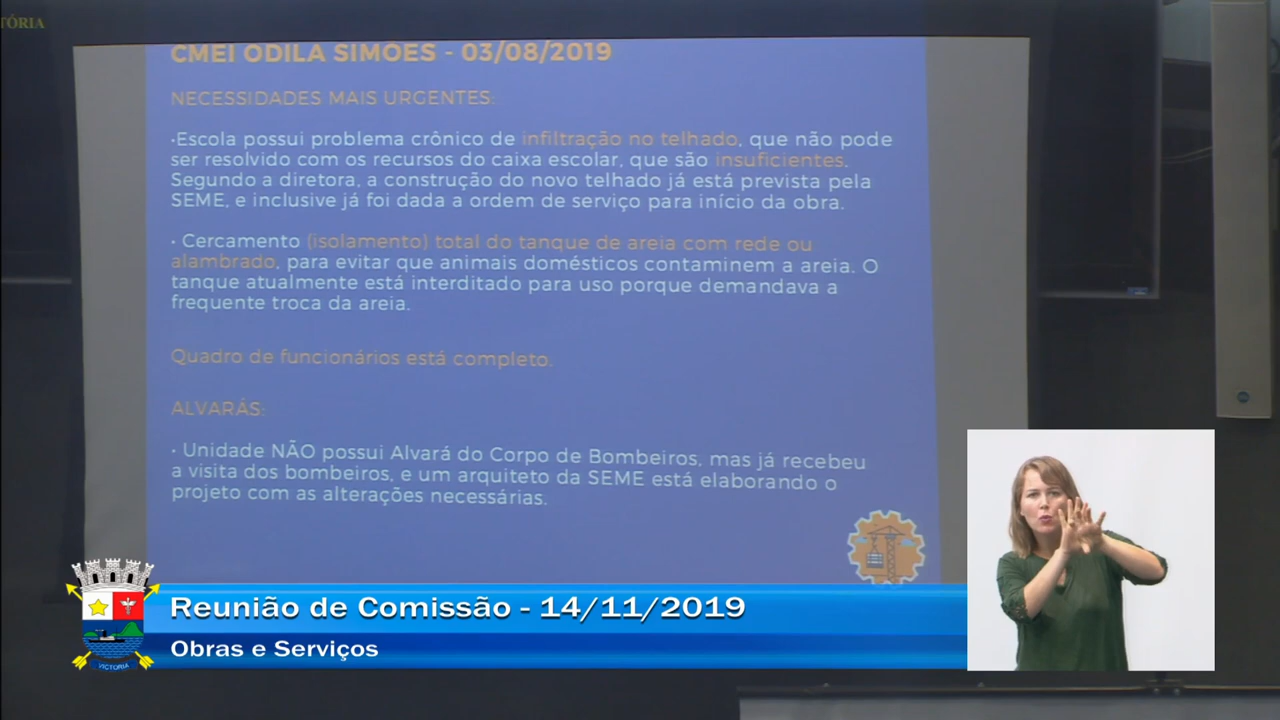 TÓRIA
CMEI ODILA SIMÕES - 03/08/2019
NECESSIDADES MAIS URGENTES:
•Escola possui problema crônico de infiltração no telhado, que não pode
ser resolvido com os recursos do caixa escolar, que são insuficientes.
Segundo a diretora, a construção do novo telhado já está prevista pela
SEME, e inclusive já foi dada a ordem de serviço para início da obra.
• Cercamento (isolamento) total do tanque de areia com rede ou
alambrado, para evitar que animais domésticos contaminem a areia. O
tanque atualmente está interditado para uso porque demandava a
frequente troca da areia.
Quadro de funcionários está completo.
ALVARÁS:
• Unidade NÃO possui Alvará do Corpo de Bombeiros, mas já recebeu
a visita dos bombeiros, e um arquiteto da SEME está elaborando o
projeto com as alterações necessárias.
Reunião de Comissão - 14/11/2019
Obras e Serviços
VICTORIA